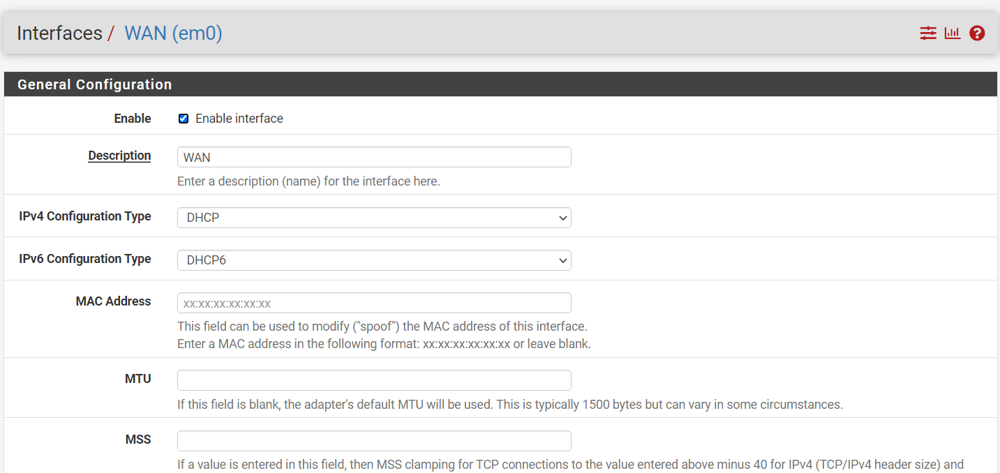 Interfaces / WAN (em0)
General Configuration
Enable Enable interface
Description WAN
Enter a description (name) for the interface here.
IPv4 Configuration Type DHCP
IPv6 Configuration Type DHCP6
MAC Address xx:xx:xx:xx:xx:xx
This field can be used to modify ("spoof") the MAC address of this interface.
Enter a MAC address in the following format: xx:xx:xx:xx:xx:xx or leave blank.
MTU
If this field is blank, the adapter's default MTU will be used. This is typically 1500 bytes but can vary in some circumstances.
MSS
If a value is entered in this field, then MSS clamping for TCP connections to the value entered above minus 40 for IPv4 (TCP/IPv4 header size) and